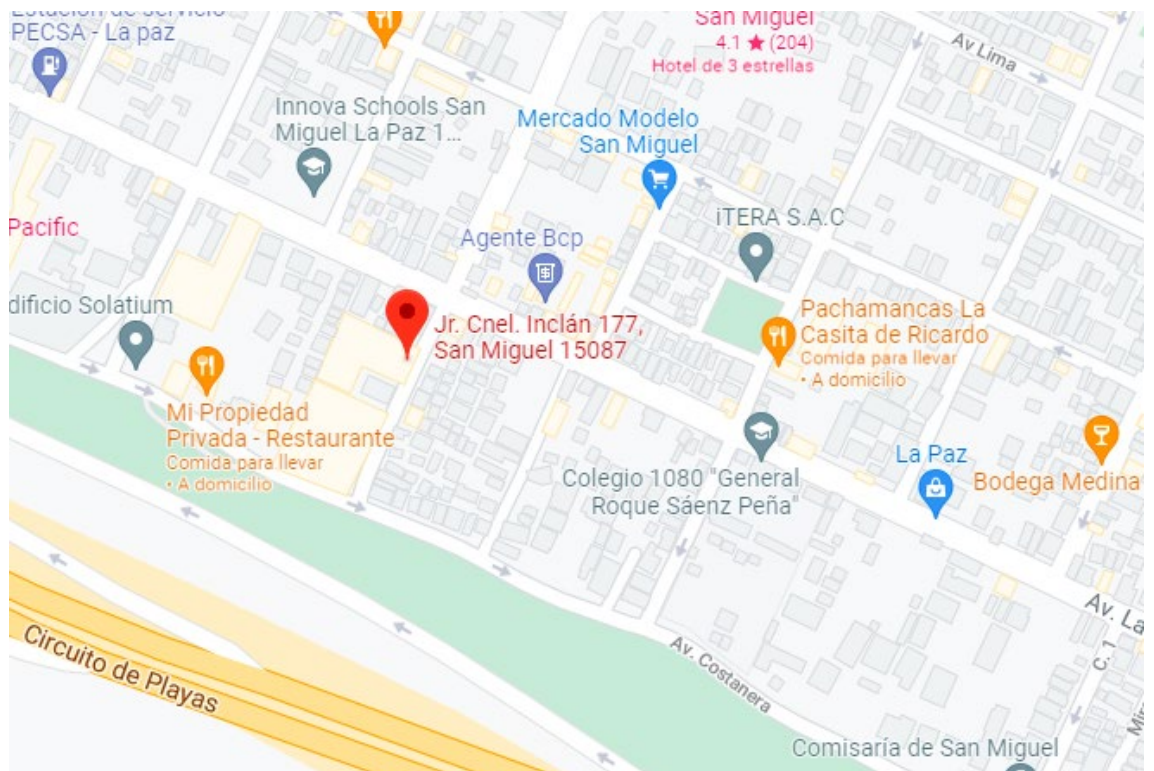 Estación de servicio
PECSA - La paz
San Miguel
4.1 ★ (204)
Hotel de 3 estrellas
Av Lima
Innova Schools San
Miguel La Paz 1...
Mercado Modelo
San Miguel
Pacific
Agente Bcp
iTERA S.A.C
dificio Solatium
Jr. Cnel. Inclán 177,
San Miguel 15087
Pachamancas La
Casita de Ricardo
Comida para llevar
• A domicilio
Mi Propiedad
Privada - Restaurante
Comida para llevar
• A domicilio
Colegio 1080 "General
Roque Sáenz Peña"
La Paz
Bodega Medina
Av. La
C. 1
Circuito de Playas
Av. Costanera
Comisaría de San Miguel